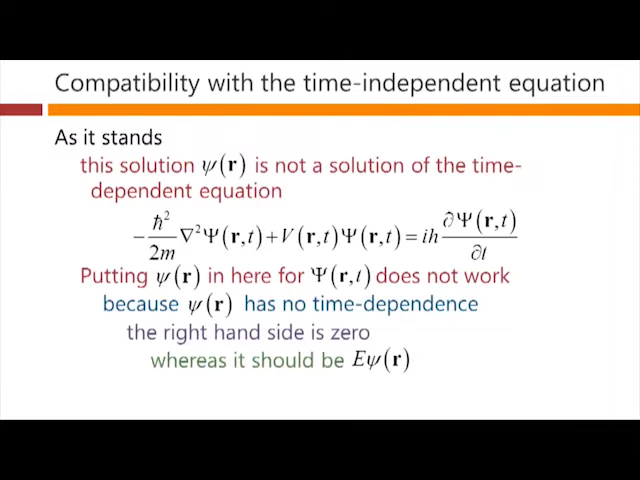 Compatibility with the time-independent equation
As it stands
this solution ψ(r) is not a solution of the time-
dependent equation
−ħ²/2m ∇²Ψ(r,t)+V(r,t)Ψ(r,t)=iħ ∂Ψ(r,t)/∂t
Putting ψ(r) in here for Ψ(r,t) does not work
because ψ(r) has no time-dependence
the right hand side is zero
whereas it should be Eψ(r)